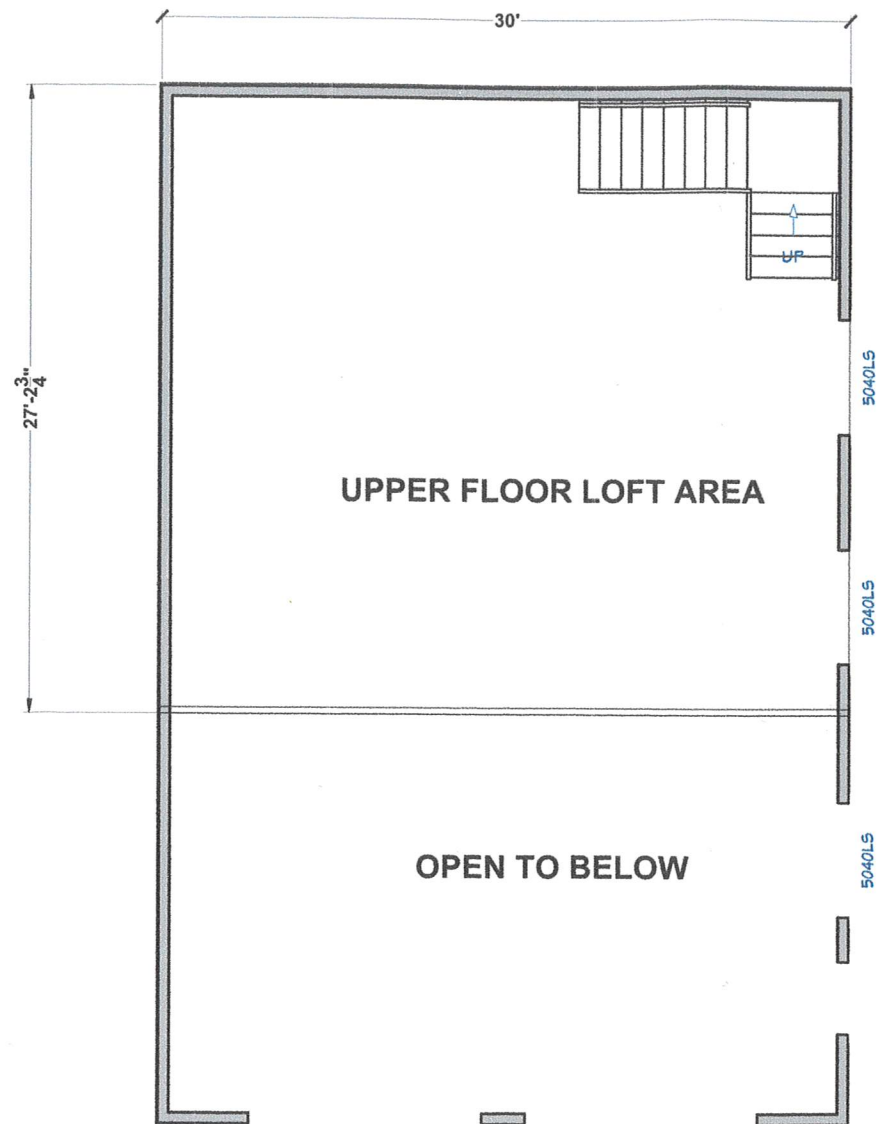 30'
27'-2 3/4"
UP
5040LS
UPPER FLOOR LOFT AREA
5040LS
OPEN TO BELOW
5040LS